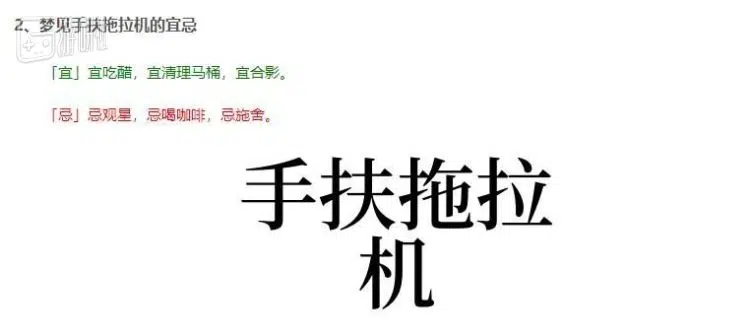 2、梦见手扶拖拉机的宜忌
「宜」宜吃醋，宜清理马桶，宜合影。
「忌」忌观星，忌喝咖啡，忌施舍。
手扶拖拉
机